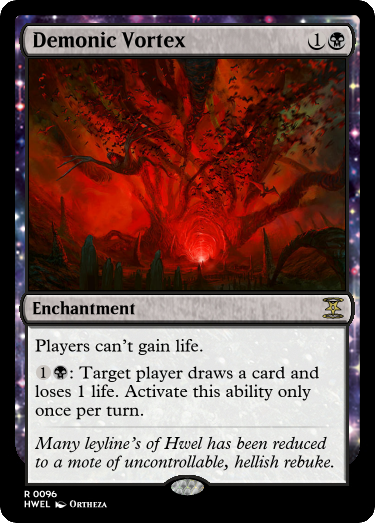 Demonic Vortex 1
Enchantment
Players can't gain life.
1 : Target player draws a card and
loses 1 life. Activate this ability only
once per turn.
Many leyline's of Hwel has been reduced
to a mote of uncontrollable, hellish rebuke.
R 0096
HWEL Ortheza